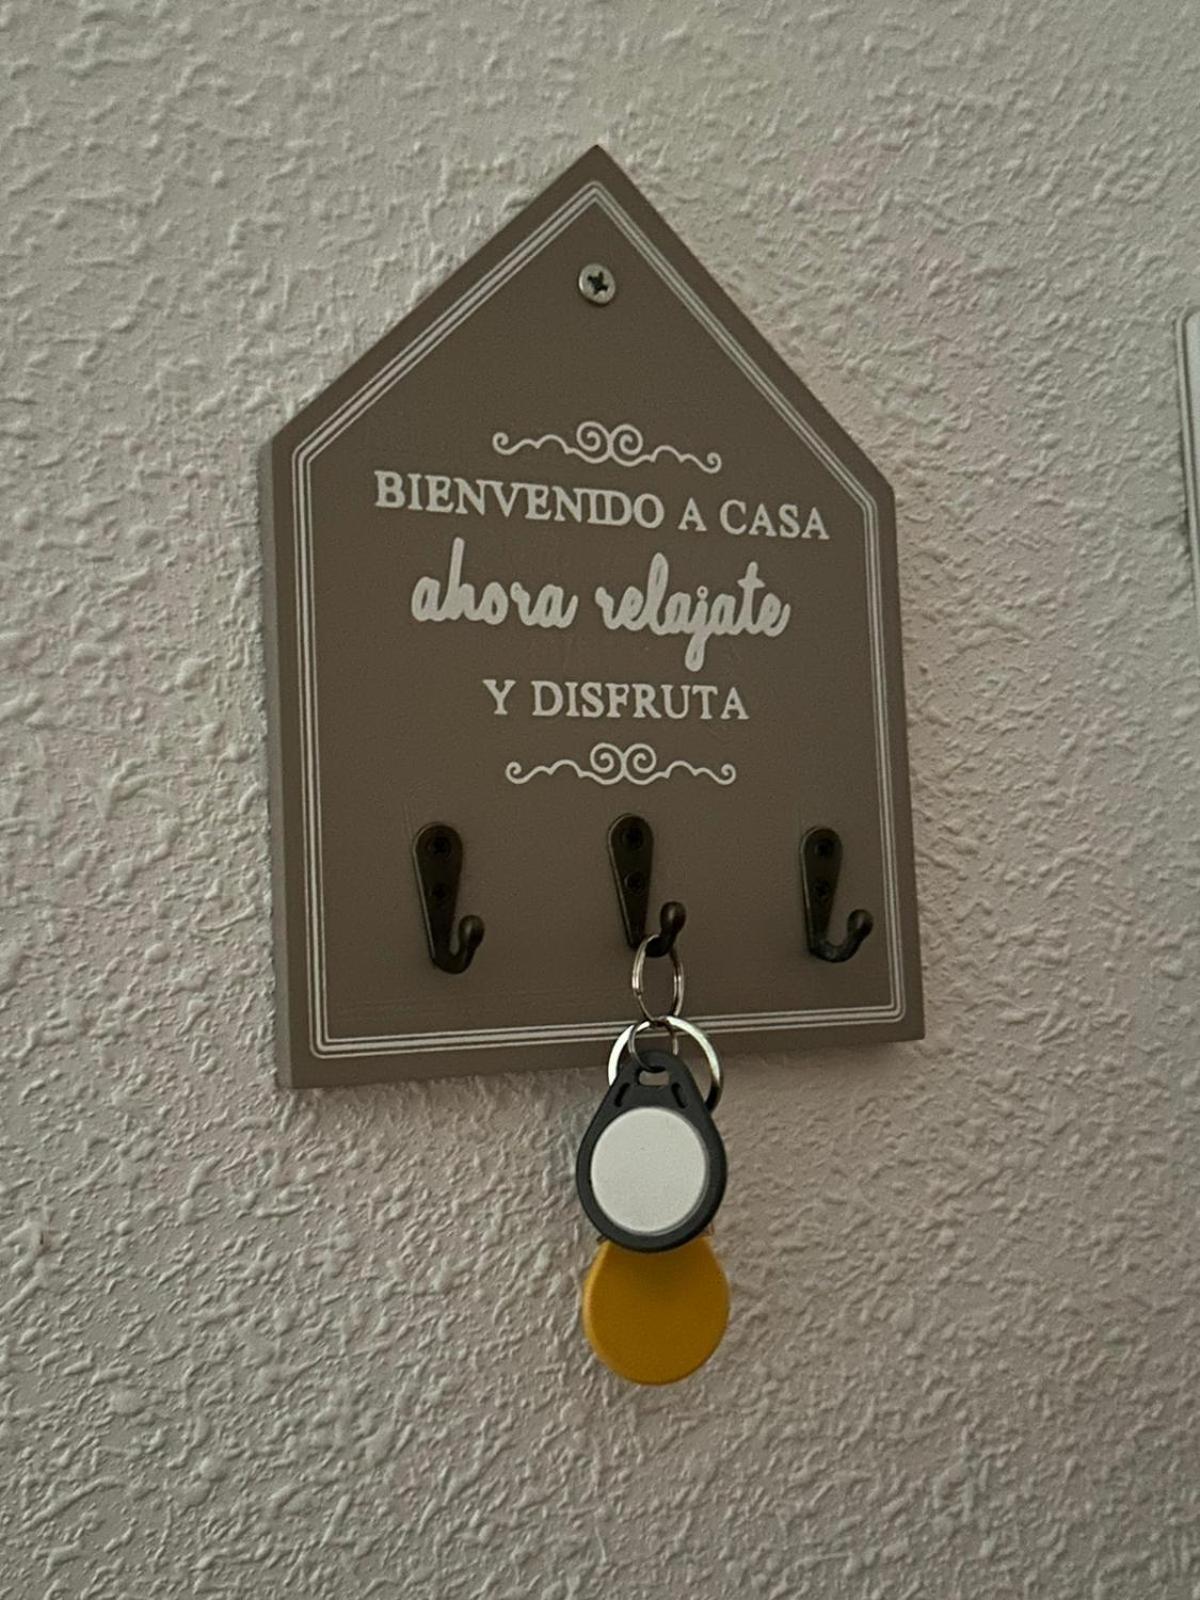 BIENVENIDO A CASA
ahora relajate
Y DISFRUTA